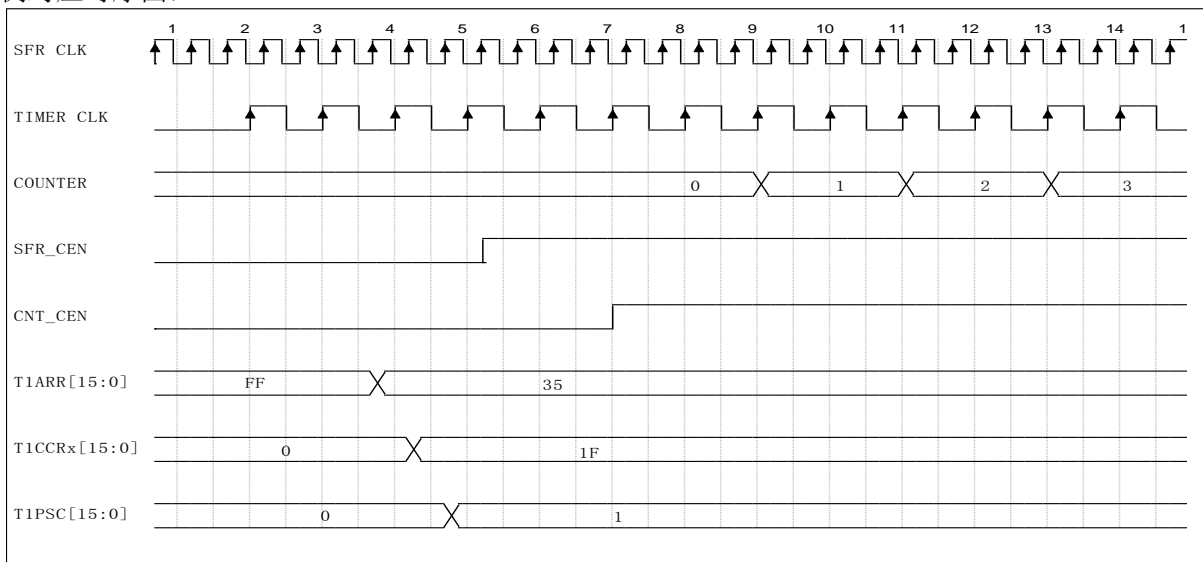 1 2 3 4 5 6 7 8 9 10 11 12 13 14 1
SFR CLK
TIMER CLK
COUNTER 0 1 2 3
SFR_CEN
CNT_CEN
T1ARR[15:0] FF 35
T1CCRx[15:0] 0 1F
T1PSC[15:0] 0 1